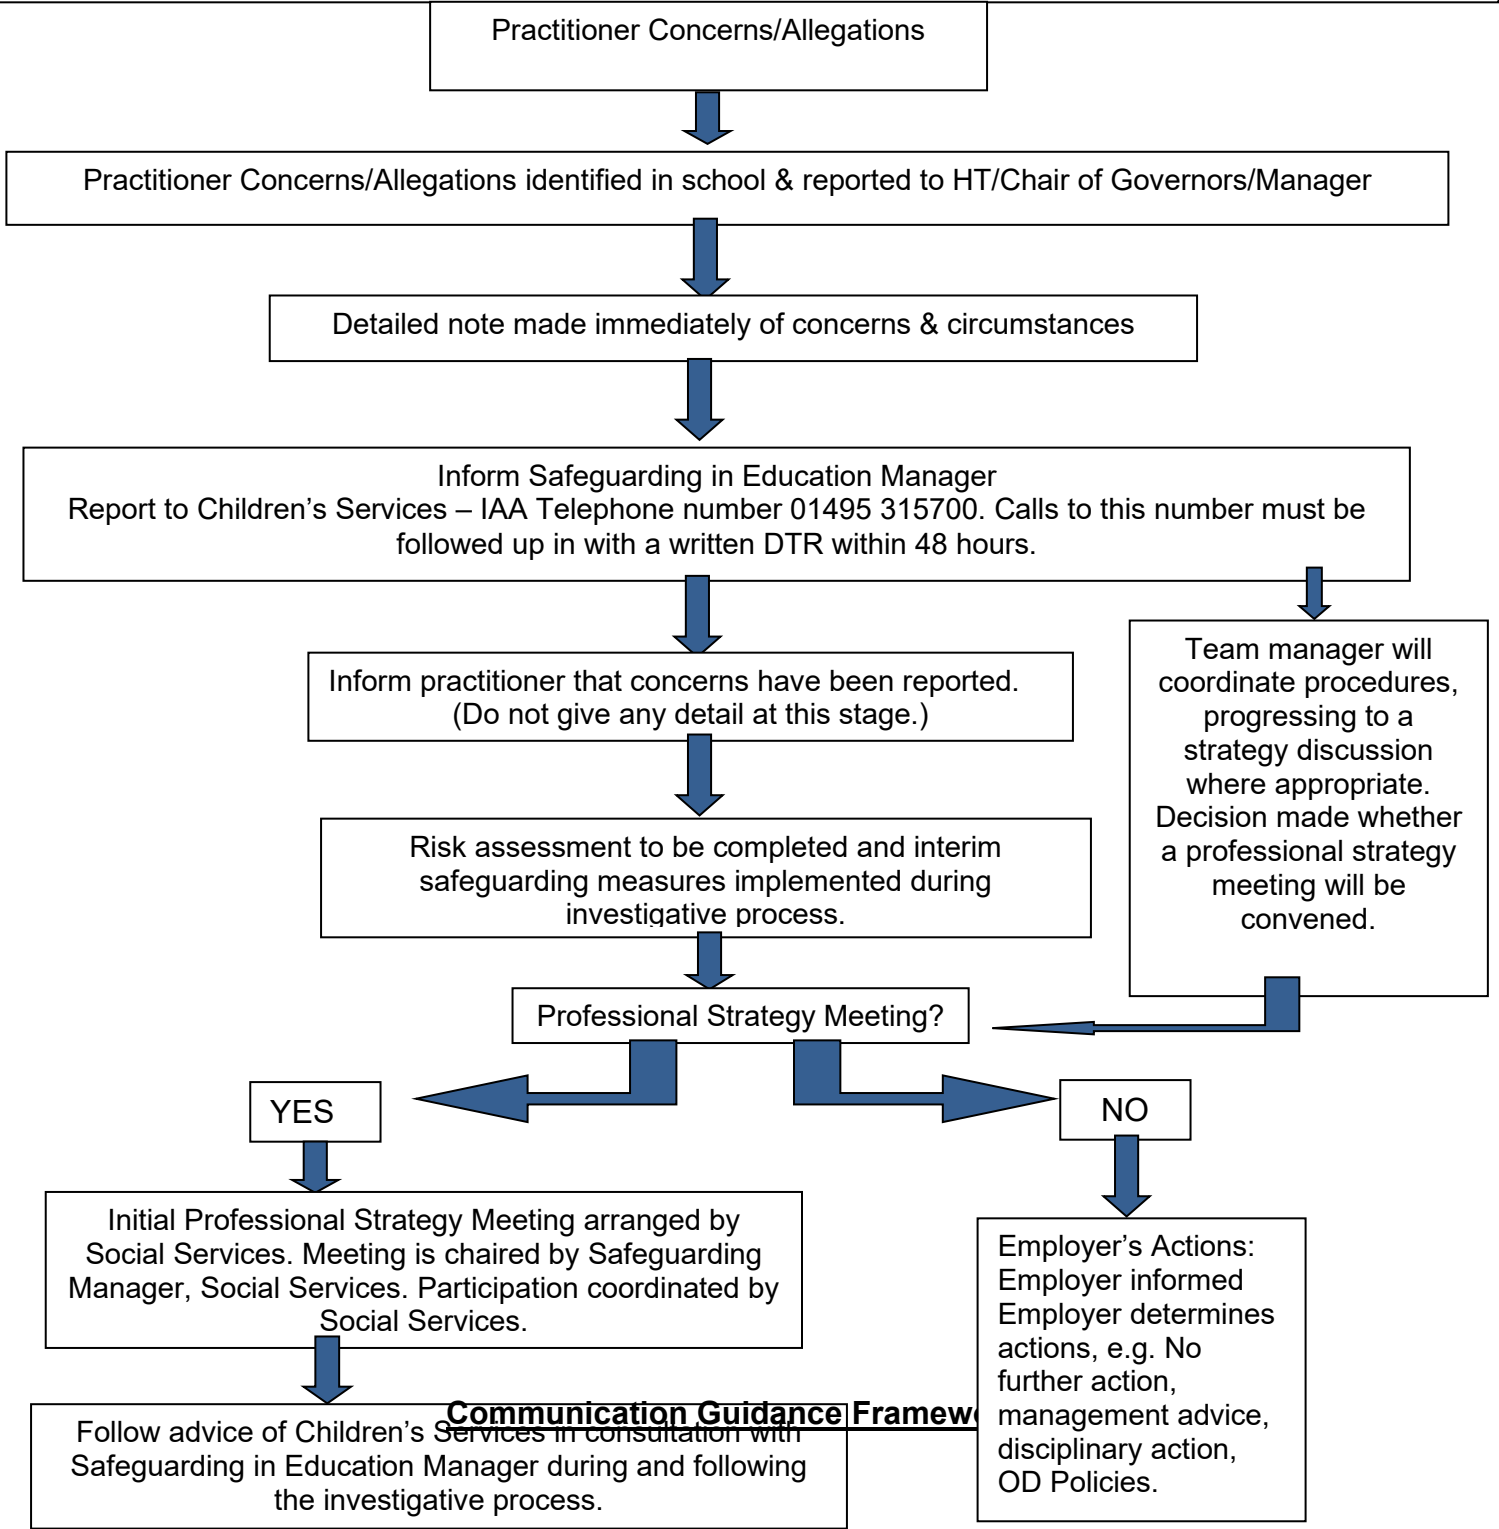 Practitioner Concerns/Allegations
Practitioner Concerns/Allegations identified in school & reported to HT/Chair of Governors/Manager
Detailed note made immediately of concerns & circumstances
Inform Safeguarding in Education Manager
Report to Children’s Services – IAA Telephone number 01495 315700. Calls to this number must be
followed up in with a written DTR within 48 hours.
Inform practitioner that concerns have been reported.
(Do not give any detail at this stage.)
Team manager will
coordinate procedures,
progressing to a
strategy discussion
where appropriate.
Decision made whether
a professional strategy
meeting will be
convened.
Risk assessment to be completed and interim
safeguarding measures implemented during
investigative process.
Professional Strategy Meeting?
YES
NO
Initial Professional Strategy Meeting arranged by
Social Services. Meeting is chaired by Safeguarding
Manager, Social Services. Participation coordinated by
Social Services.
Employer’s Actions:
Employer informed
Employer determines
actions, e.g. No
further action,
management advice,
disciplinary action,
OD Policies.
Communication Guidance
Follow advice of Children’s Services in consultation with
Safeguarding in Education Manager during and following
the investigative process.